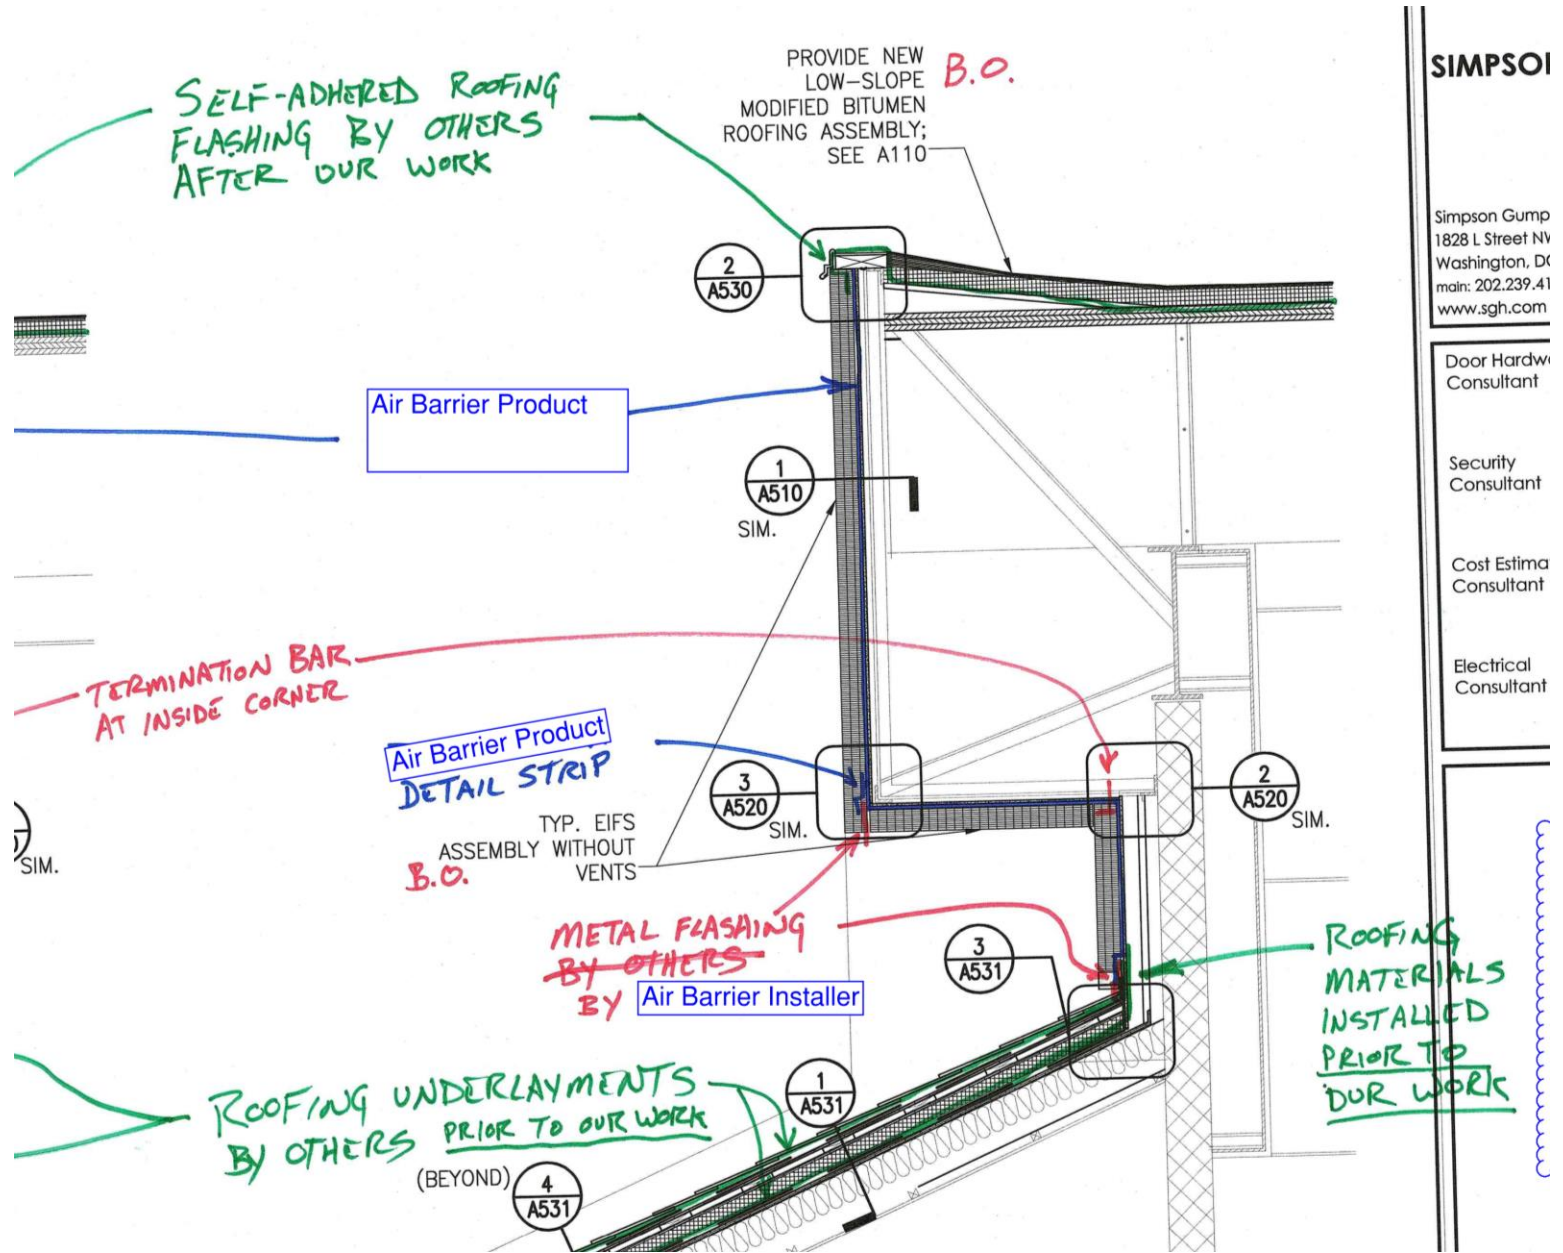 SELF-ADHERED ROOFING
FLASHING BY OTHERS
AFTER OUR WORK
PROVIDE NEW
LOW-SLOPE
MODIFIED BITUMEN
ROOFING ASSEMBLY;
SEE A110
B.O.
SIMPSON
Simpson Gump
1828 L Street NW
Washington, DC
main: 202.239.41
www.sgh.com
2
A530
Door Hardwa
Consultant
Air Barrier Product
1
A510
SIM.
Security
Consultant
Cost Estima
Consultant
TERMINATION BAR
AT INSIDE CORNER
Electrical
Consultant
Air Barrier Product
DETAIL STRIP
3
A520
SIM.
2
A520
SIM.
TYP. EIFS
ASSEMBLY WITHOUT
VENTS
B.O.
SIM.
METAL FLASHING
BY OTHERS
BY Air Barrier Installer
3
A531
ROOFING
MATERIALS
INSTALLED
PRIOR TO
OUR WORK
ROOFING UNDERLAYMENTS
BY OTHERS PRIOR TO OUR WORK
1
A531
(BEYOND)
4
A531